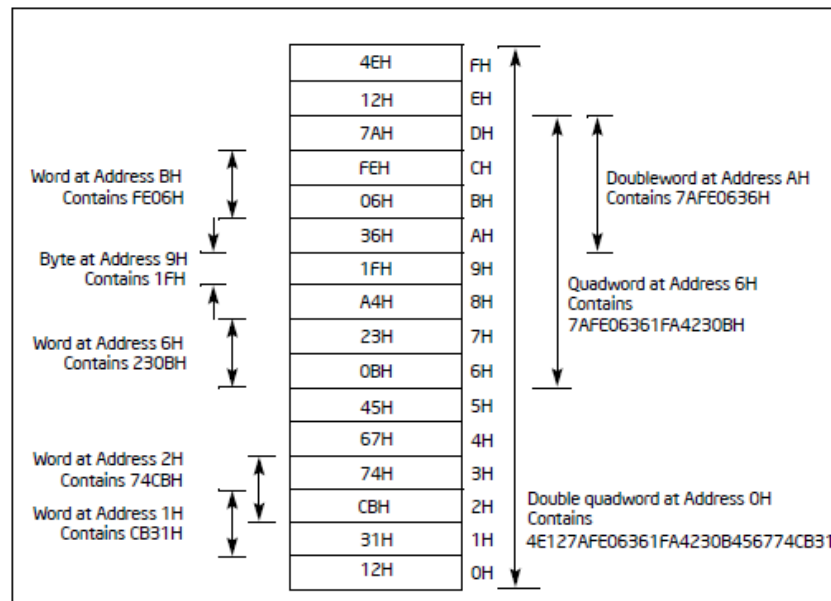 4EH FH
12H EH
7AH DH
FEH CH
06H BH
36H AH
1FH 9H
A4H 8H
23H 7H
0BH 6H
45H 5H
67H 4H
74H 3H
CBH 2H
31H 1H
12H 0H
Word at Address BH
Contains FE06H
Byte at Address 9H
Contains 1FH
Word at Address 6H
Contains 230BH
Word at Address 2H
Contains 74CBH
Word at Address 1H
Contains CB31H
Doubleword at Address AH
Contains 7AFE0636H
Quadword at Address 6H
Contains
7AFE06361FA4230BH
Double quadword at Address 0H
Contains
4E127AFE06361FA4230B456774CB31